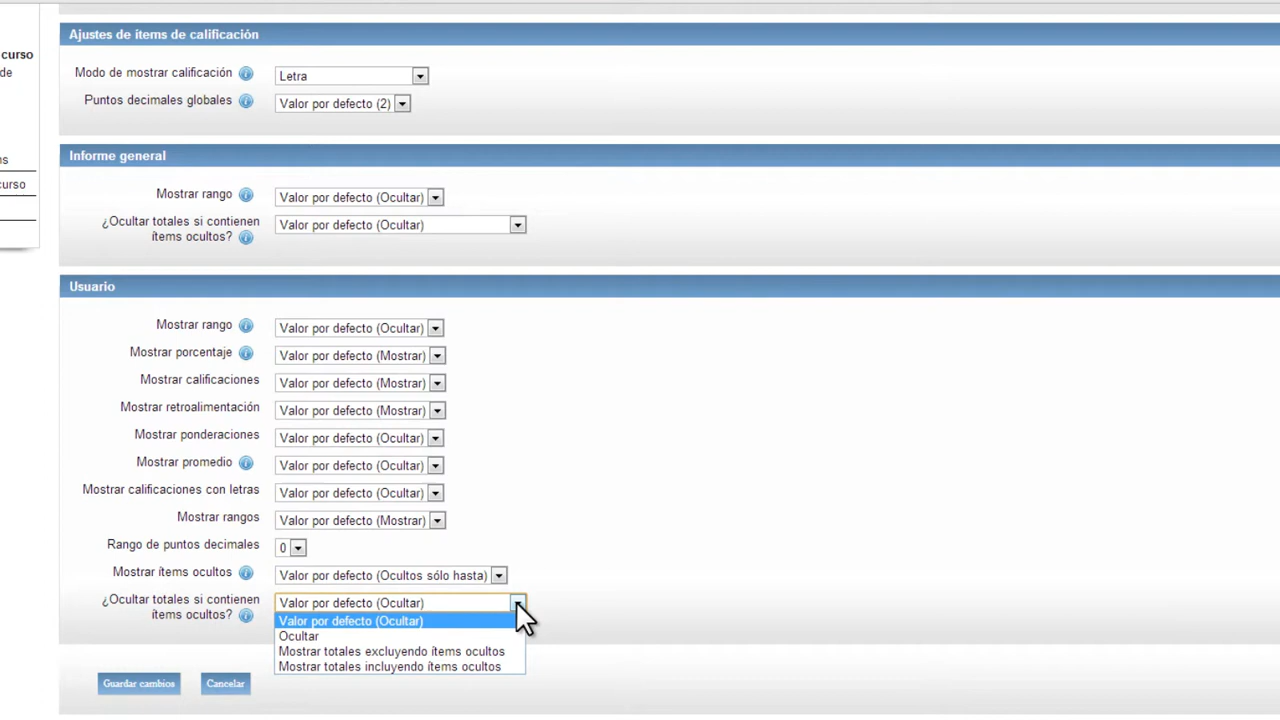 Ajustes de ítems de calificación
curso
de
Modo de mostrar calificación Letra
Puntos decimales globales Valor por defecto (2)
Informe general
curso
Mostrar rango Valor por defecto (Ocultar)
¿Ocultar totales si contienen Valor por defecto (Ocultar)
ítems ocultos?
Usuario
Mostrar rango Valor por defecto (Ocultar)
Mostrar porcentaje Valor por defecto (Mostrar)
Mostrar calificaciones Valor por defecto (Mostrar)
Mostrar retroalimentación Valor por defecto (Mostrar)
Mostrar ponderaciones Valor por defecto (Ocultar)
Mostrar promedio Valor por defecto (Ocultar)
Mostrar calificaciones con letras Valor por defecto (Ocultar)
Mostrar rangos Valor por defecto (Mostrar)
Rango de puntos decimales 0
Mostrar ítems ocultos Valor por defecto (Ocultos sólo hasta)
¿Ocultar totales si contienen Valor por defecto (Ocultar)
ítems ocultos? Valor por defecto (Ocultar)
Ocultar
Mostrar totales excluyendo ítems ocultos
Mostrar totales incluyendo ítems ocultos
Guardar cambios Cancelar